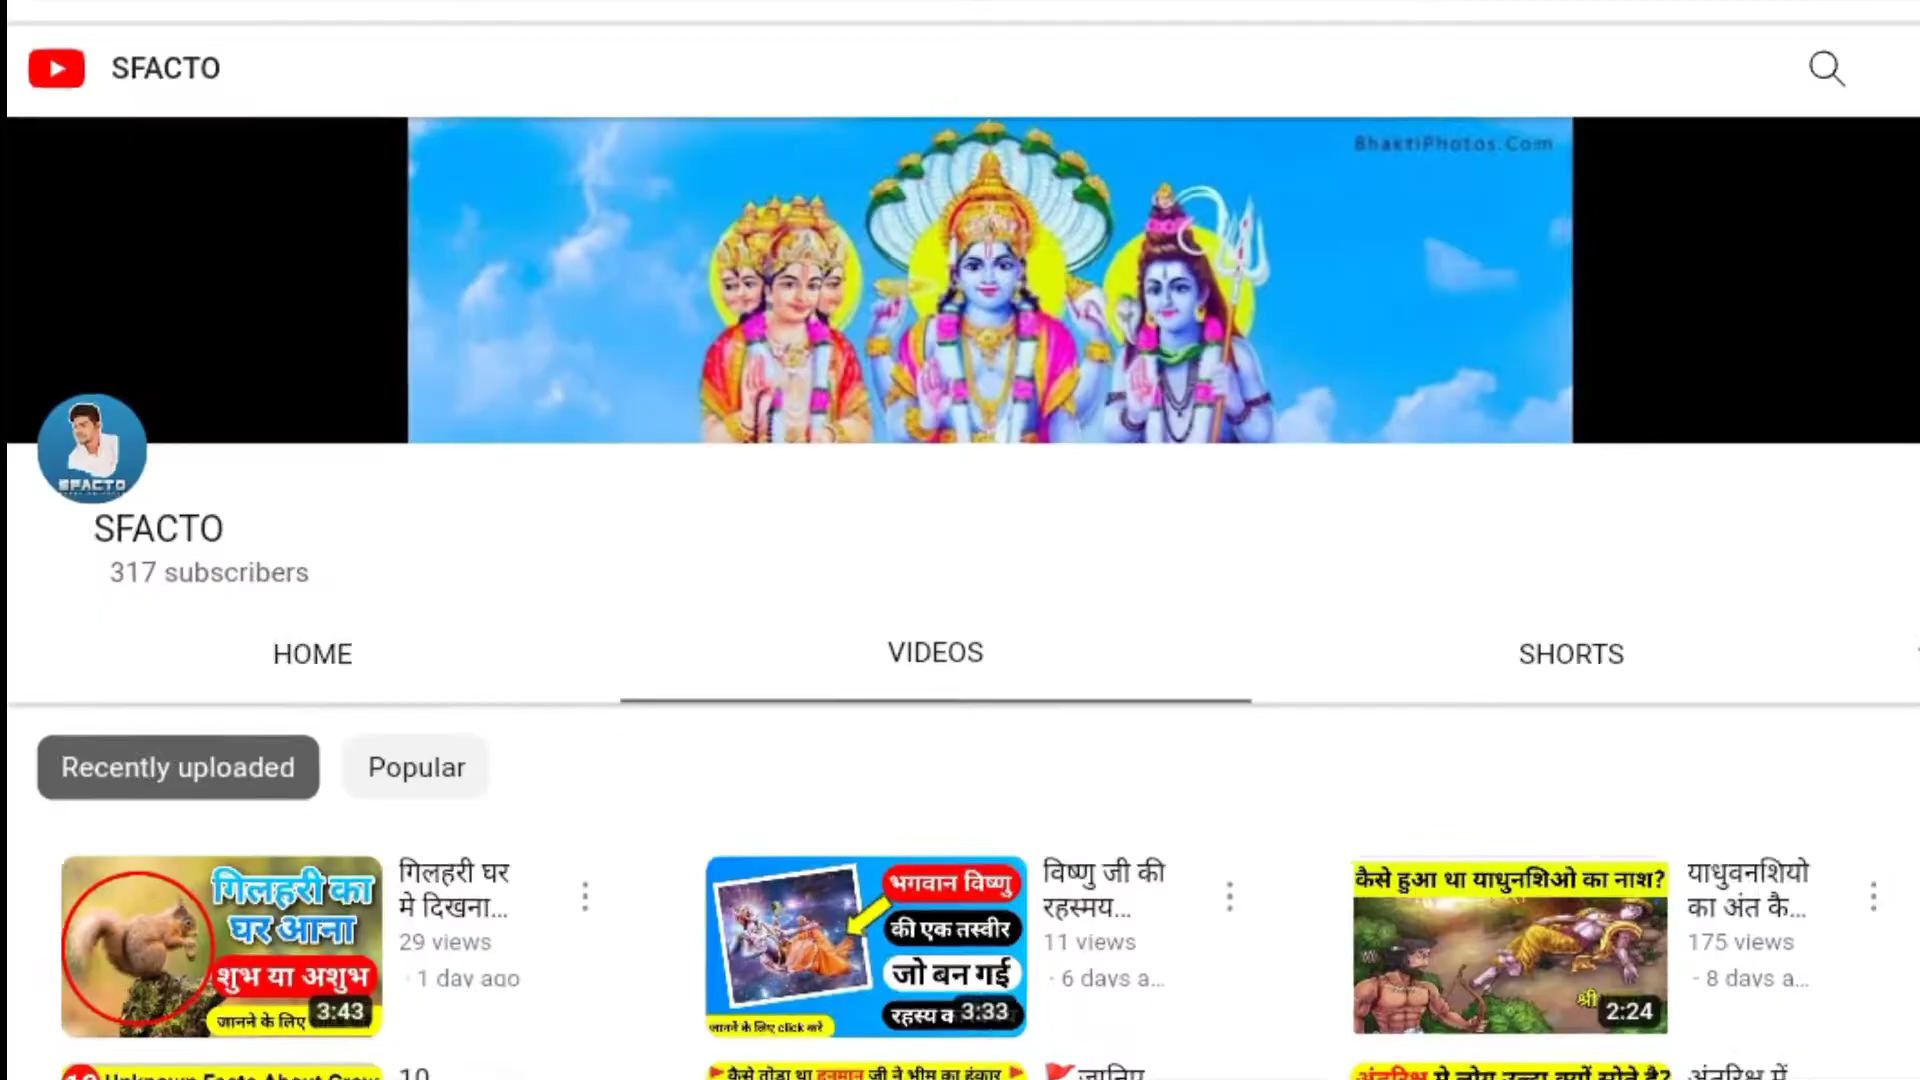 SFACTO
BhaktiPhotos.Com
SFACTO
SFACTO
317 subscribers
HOME
VIDEOS
SHORTS
Recently uploaded
Popular
गिलहरी का
घर आना
शुभ या अशुभ
जानने के लिए
3:43
गिलहरी घर
मे दिखना...
29 views
· 1 day ago
भगवान विष्णु
की एक तस्वीर
जो बन गई
रहस्य क
जानने के लिए click करे
3:33
विष्णु जी की
रहस्मय...
11 views
· 6 days a...
कैसे हुआ था याधुनशिओ का नाश?
श्री
2:24
याधुवनशियो
का अंत कै...
175 views
· 8 days a...
10 Unknown Facts About Crow
10
कैसे तोडा था हनुमान जी ने भीम का हंकार
जानिए
अंतरिक्ष मे लोग उल्टा क्यों सोते है?
अंतरिक्ष में